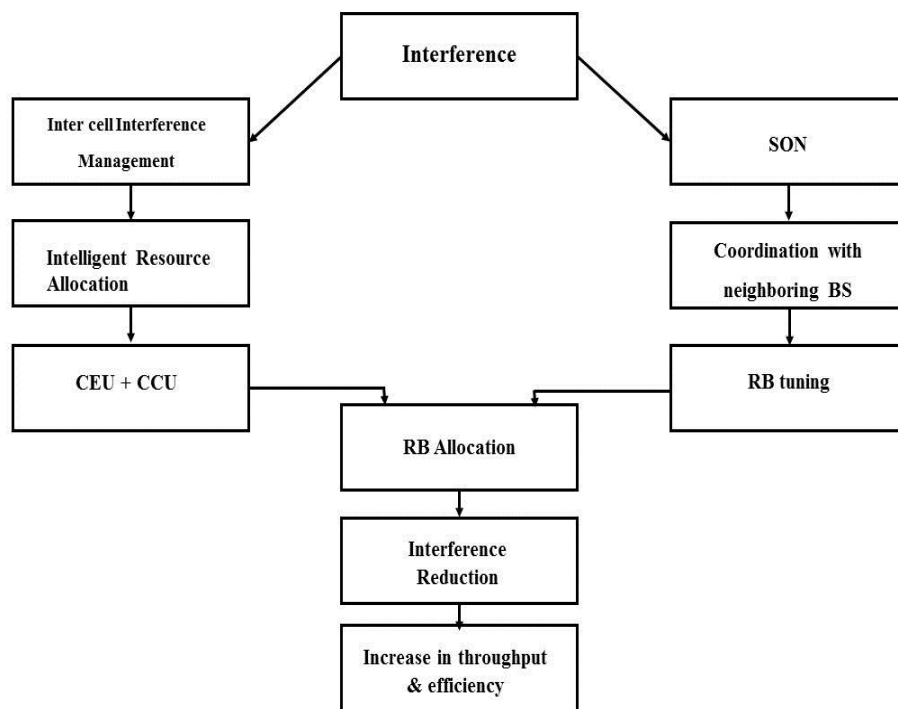 Interference
Inter cell Interference
Management
SON
Intelligent Resource
Allocation
Coordination with
neighboring BS
CEU + CCU
RB tuning
RB Allocation
Interference
Reduction
Increase in throughput
& efficiency